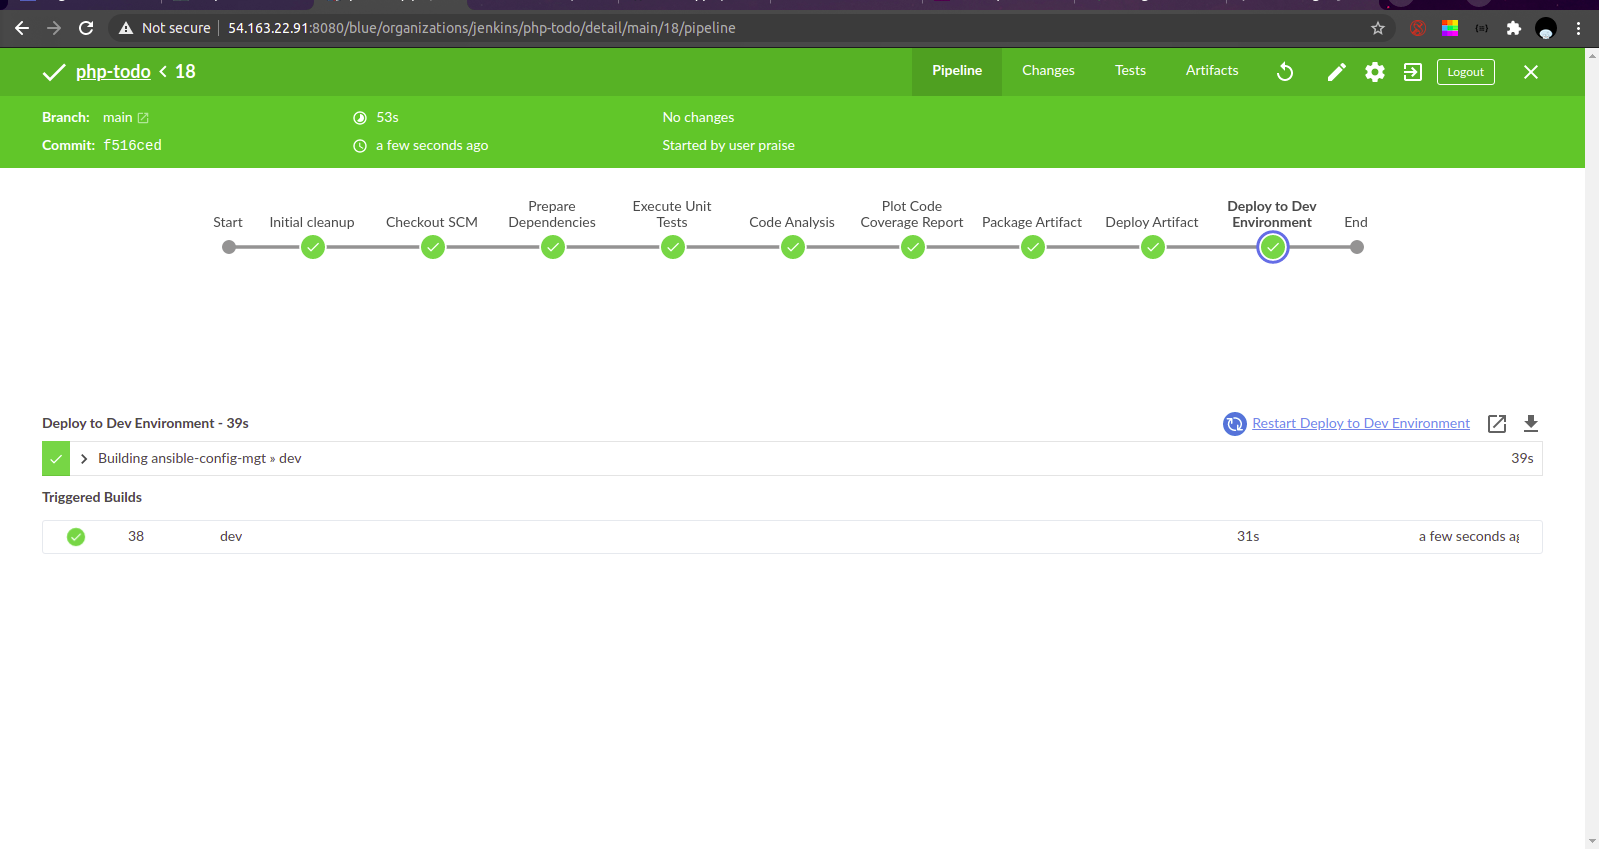 Not secure 54.163.22.91:8080/blue/organizations/jenkins/php-todo/detail/main/18/pipeline
php-todo < 18 Pipeline Changes Tests Artifacts Logout
Branch: main 53s No changes
Commit: f516ced a few seconds ago Started by user praise
Start Initial cleanup Checkout SCM Prepare Dependencies Execute Unit Tests Code Analysis Plot Code Coverage Report Package Artifact Deploy Artifact Deploy to Dev Environment End
Deploy to Dev Environment - 39s Restart Deploy to Dev Environment
Building ansible-config-mgt » dev 39s
Triggered Builds
38 dev 31s a few seconds